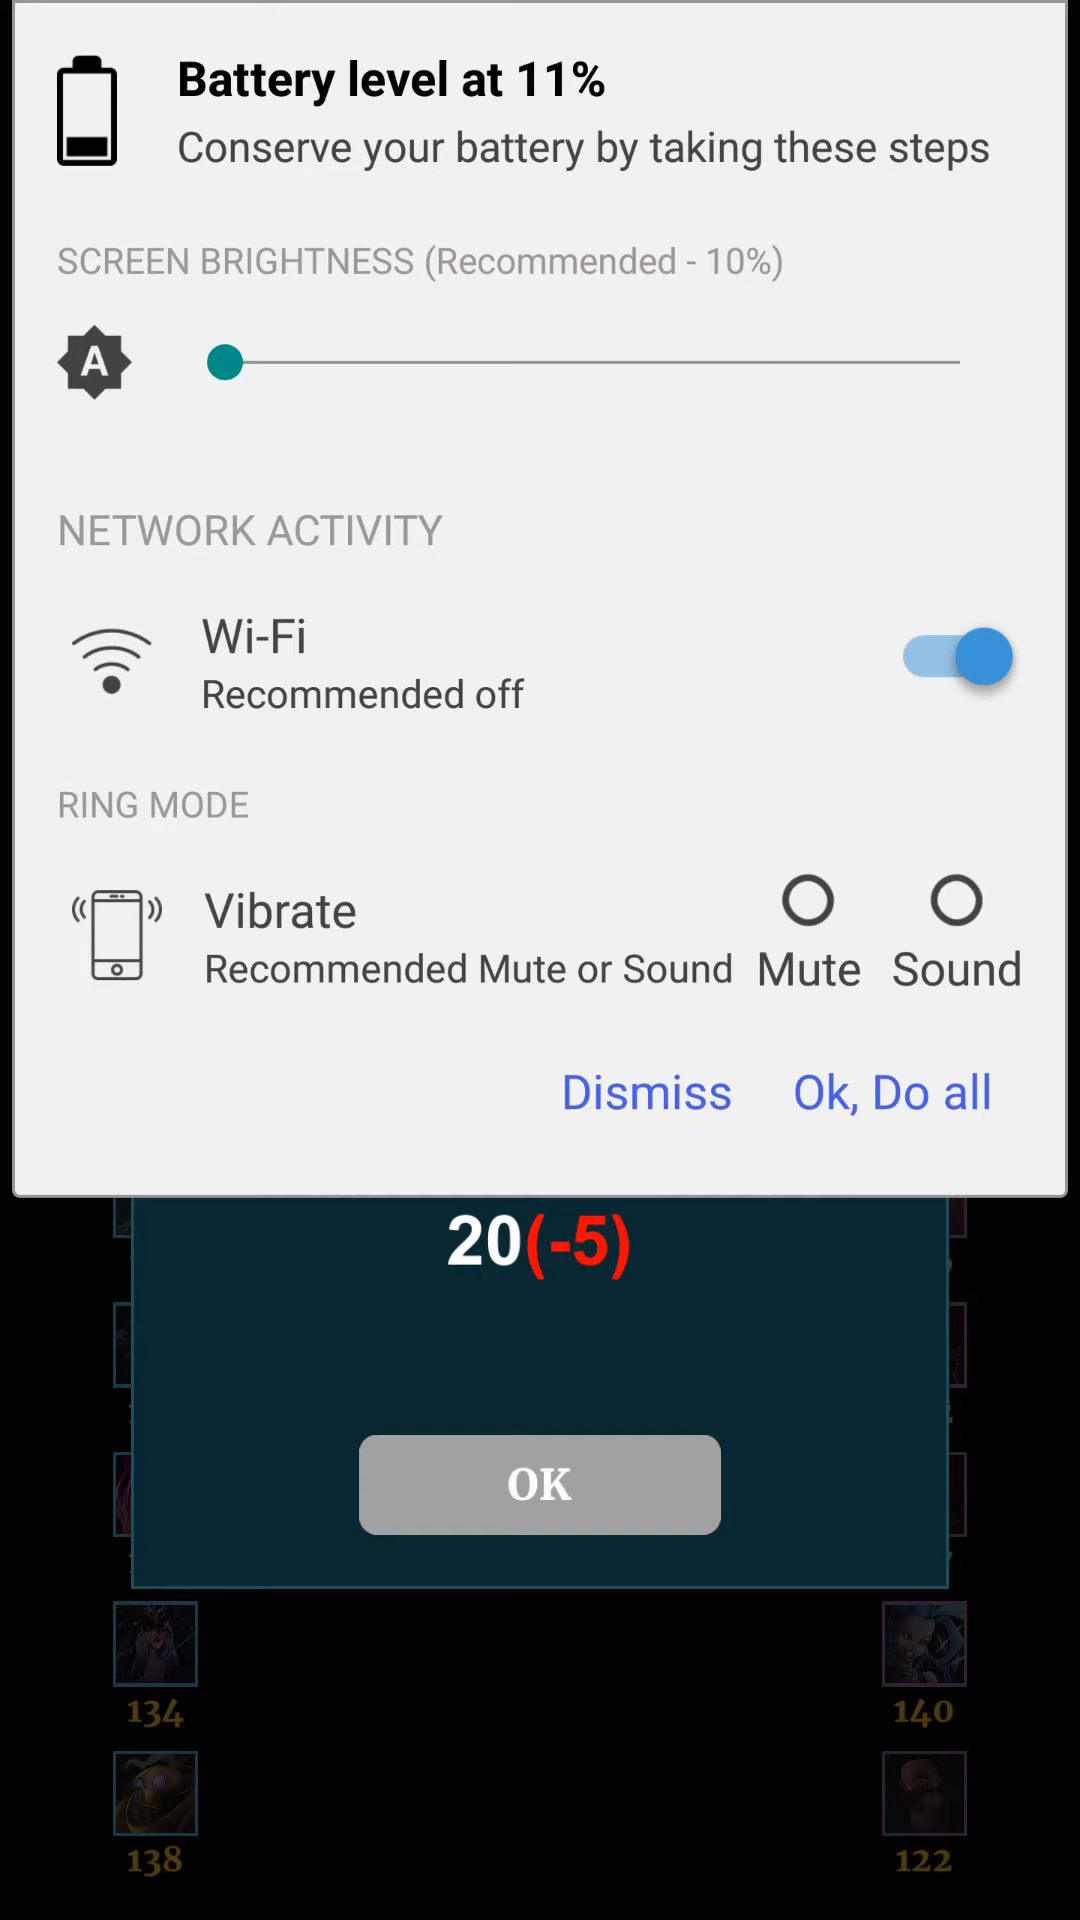 Battery level at 11%
Conserve your battery by taking these steps
SCREEN BRIGHTNESS (Recommended - 10%)
A
NETWORK ACTIVITY
Wi-Fi
Recommended off
RING MODE
Vibrate
Recommended Mute or Sound
Mute
Sound
Dismiss
Ok, Do all
20(-5)
OK
134
140
138
122